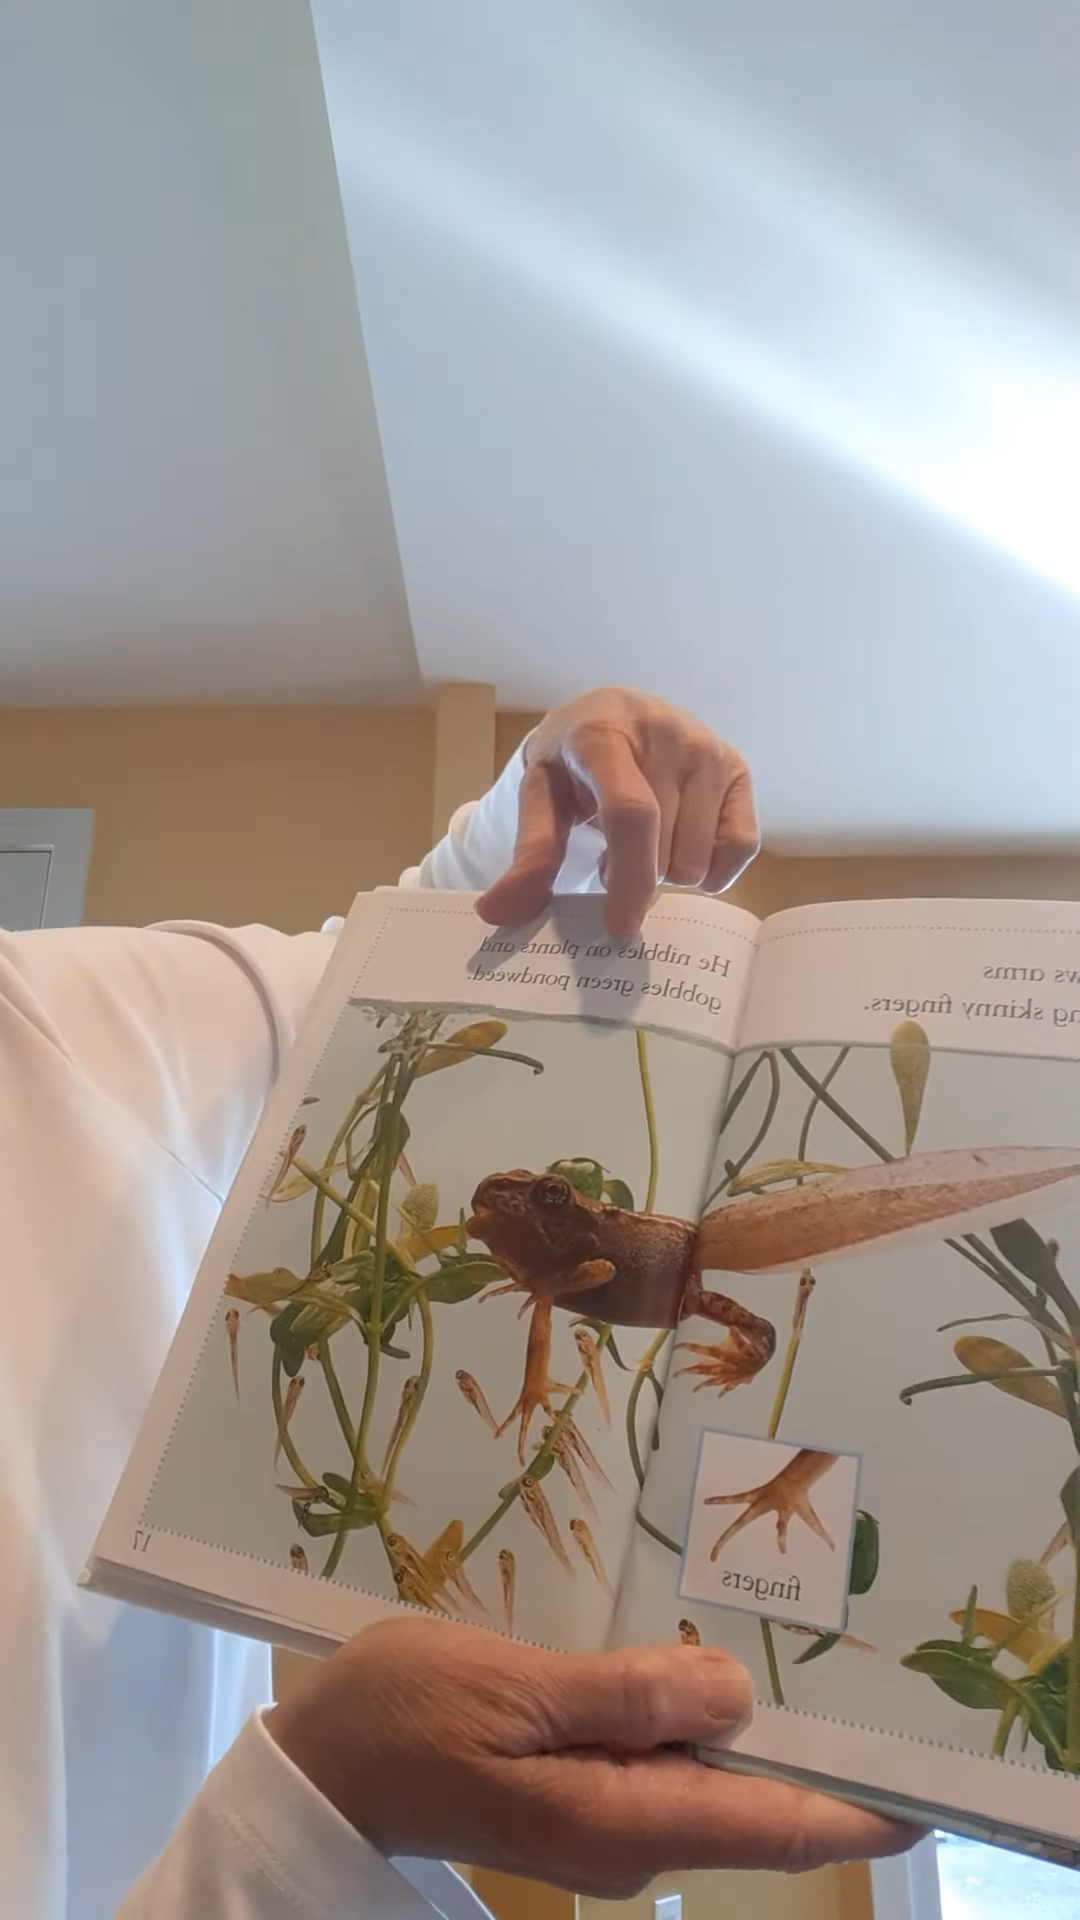 ws arms
ng skinny fingers.
fingers
He nibbles on plants and
gobbles green pondweed.
17